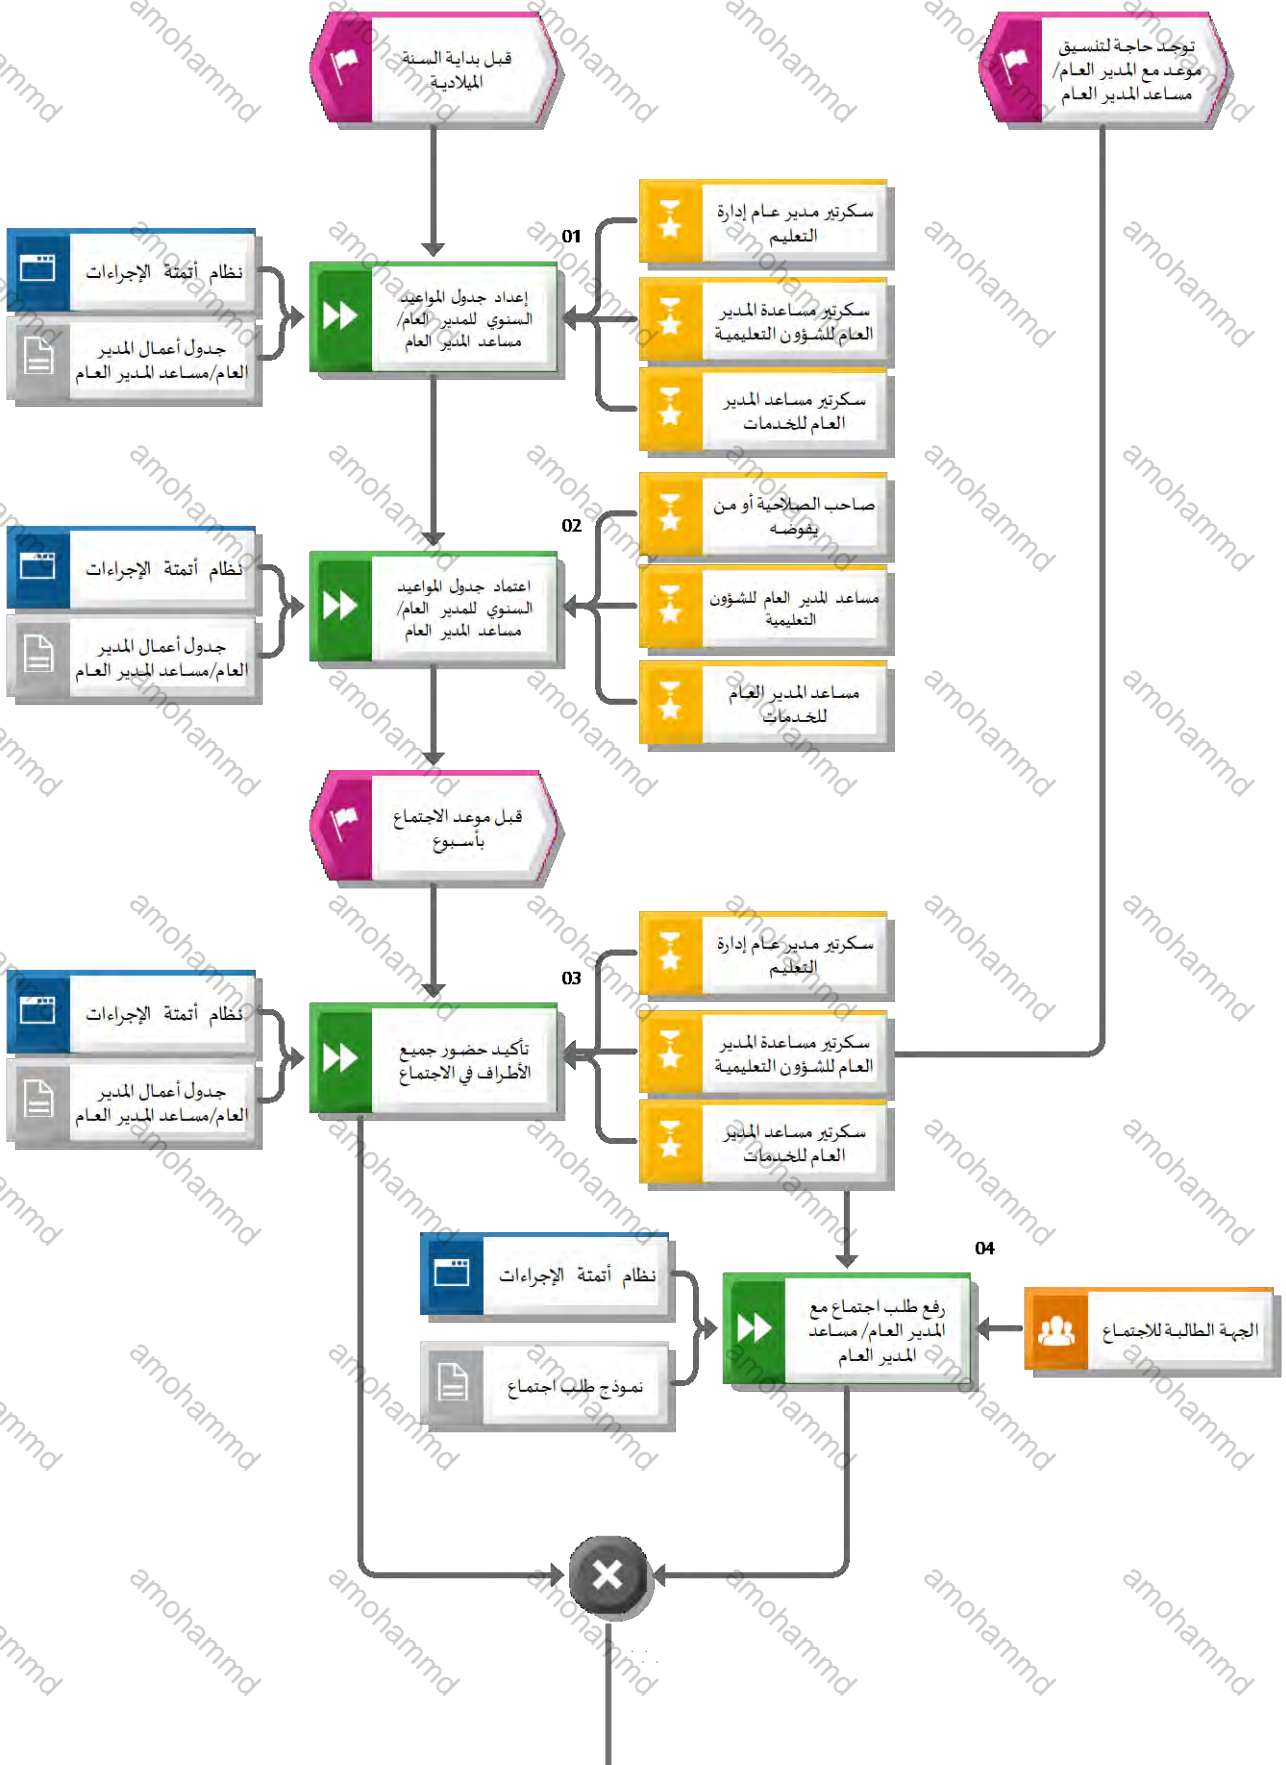 قبل بداية السنة
الميلادية
توجد حاجة لتنسيق
موعد مع المدير العام/
مساعد المدير العام
01
سكرتير مدير عام إدارة
التعليم
سكرتير مساعدة المدير
العام للشؤون التعليمية
سكرتير مساعد المدير
العام للخدمات
إعداد جدول المواعيد
السنوي للمدير العام/
مساعد المدير العام
نظام أتمتة الإجراءات
جدول أعمال المدير
العام/مساعد المدير العام
02
صاحب الصلاحية أو من
يفوضه
مساعد المدير العام للشؤون
التعليمية
مساعد المدير العام
للخدمات
اعتماد جدول المواعيد
السنوي للمدير العام/
مساعد المدير العام
نظام أتمتة الإجراءات
جدول أعمال المدير
العام/مساعد المدير العام
قبل موعد الاجتماع
بأسبوع
03
سكرتير مدير عام إدارة
التعليم
سكرتير مساعدة المدير
العام للشؤون التعليمية
سكرتير مساعد المدير
العام للخدمات
تأكيد حضور جميع
الأطراف في الاجتماع
نظام أتمتة الإجراءات
جدول أعمال المدير
العام/مساعد المدير العام
04
الجهة الطالبة للاجتماع
رفع طلب اجتماع مع
المدير العام/ مساعد
المدير العام
نظام أتمتة الإجراءات
نموذج طلب اجتماع
amohammd